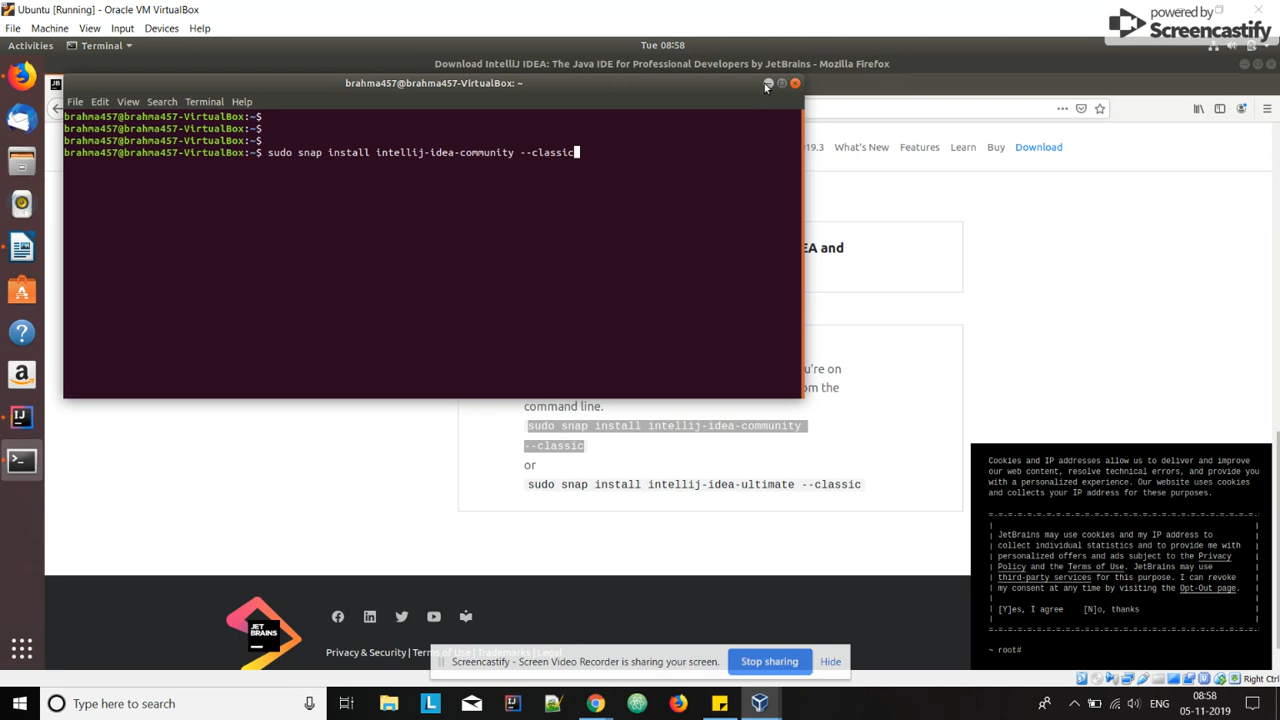 Ubuntu [Running] - Oracle VM VirtualBox
File Machine View Input Devices Help
powered by
Screencastify
Activities Terminal Tue 08:58
Download IntelliJ IDEA: The Java IDE for Professional Developers by JetBrains - Mozilla Firefox
brahma457@brahma457-VirtualBox: ~
File Edit View Search Terminal Help
brahma457@brahma457-VirtualBox:~$
brahma457@brahma457-VirtualBox:~$
brahma457@brahma457-VirtualBox:~$
brahma457@brahma457-VirtualBox:~$ sudo snap install intellij-idea-community --classic
19.3 What's New Features Learn Buy Download
EA and
u're on
om the
command line.
sudo snap install intellij-idea-community
--classic
or
sudo snap install intellij-idea-ultimate --classic
Cookies and IP addresses allow us to deliver and improve
our web content, resolve technical errors, and provide you
with a personalized experience. Our website uses cookies
and collects your IP address for these purposes.
JetBrains may use cookies and my IP address to
collect individual statistics and to provide me with
personalized offers and ads subject to the Privacy
Policy and the Terms of Use. JetBrains may use
third-party services for this purpose. I can revoke
my consent at any time by visiting the Opt-Out page.
[Y]es, I agree [N]o, thanks
~ root#
JET
BRAINS
Privacy & Security | Terms of Use | Trademarks | Legal
Screencastify - Screen Video Recorder is sharing your screen. Stop sharing Hide
Right Ctrl
Type here to search
ENG
08:58
05-11-2019